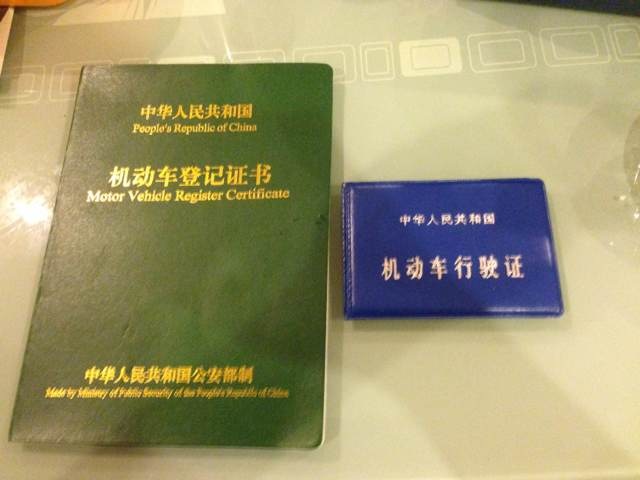 中华人民共和国
People's Republic of China
机动车登记证书
Motor Vehicle Register Certificate
中华人民共和国公安部制
Made by Ministry of Public Security of the People's Republic of China
中华人民共和国
机动车行驶证